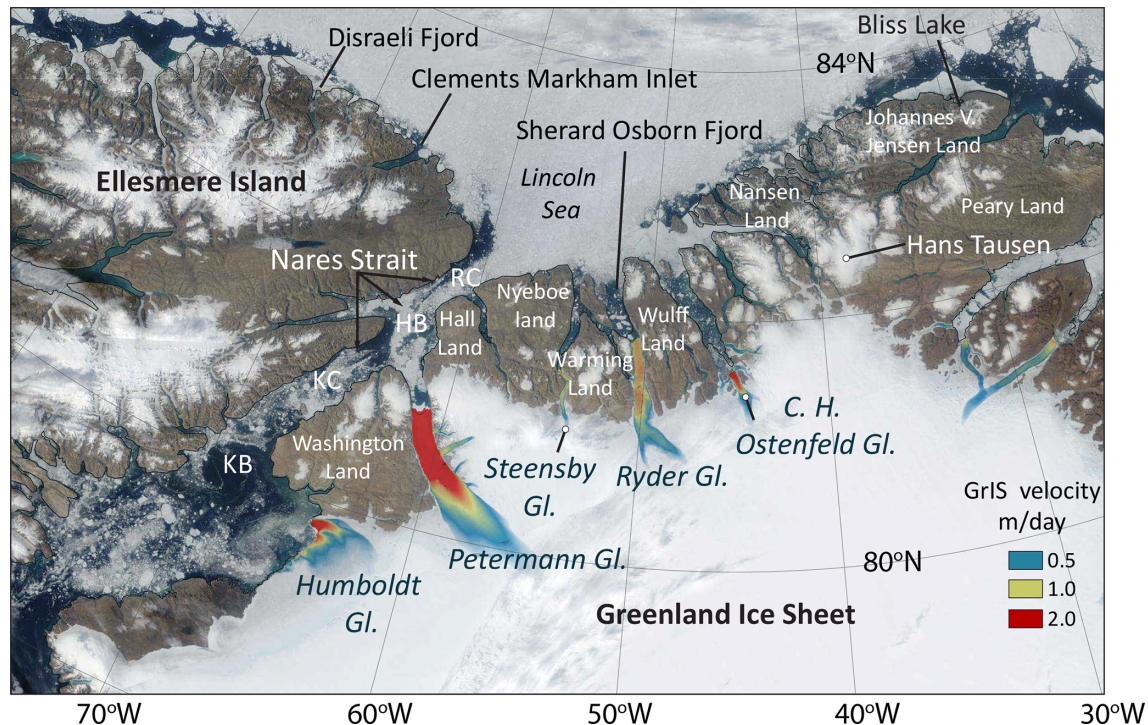 Bliss Lake
Disraeli Fjord
84°N
Clements Markham Inlet
Johannes V.
Jensen Land
Sherard Osborn Fjord
Ellesmere Island
Lincoln
Sea
Nansen
Land
Peary Land
Hans Tausen
Nares Strait
RC
Nyeboe
land
HB
Hall
Land
Wulff
Land
Warming
Land
KC
C. H.
Ostenfeld Gl.
Washington
Land
KB
Steensby
Gl.
Ryder Gl.
GrIS velocity
m/day
Petermann Gl.
80°N
0.5
1.0
2.0
Humboldt
Gl.
Greenland Ice Sheet
70°W
60°W
50°W
40°W
30°W